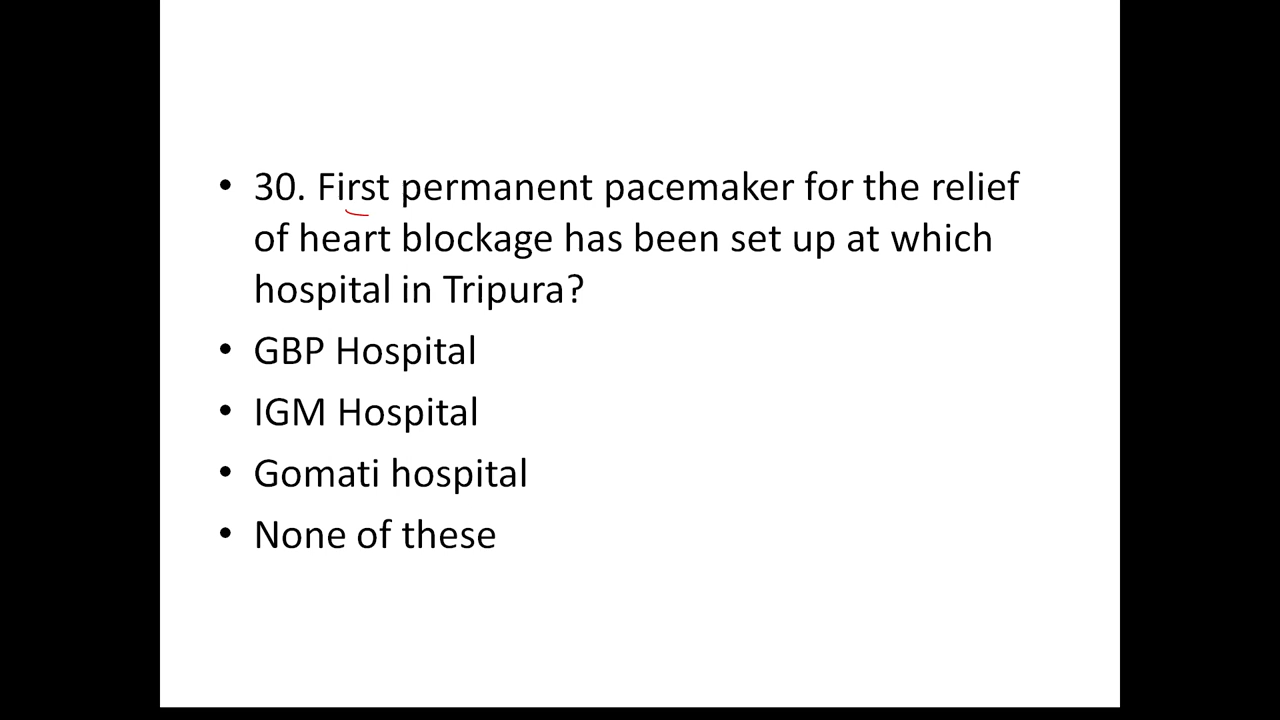 • 30. First permanent pacemaker for the relief
of heart blockage has been set up at which
hospital in Tripura?
• GBP Hospital
• IGM Hospital
• Gomati hospital
• None of these